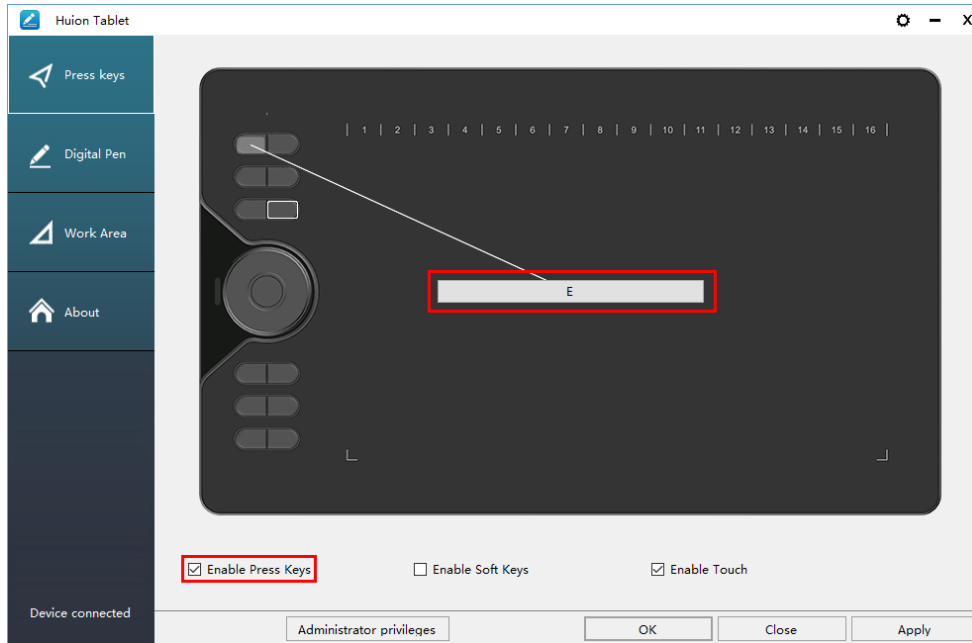 Huion Tablet
Press keys
Digital Pen
Work Area
About
Device connected
| 1 | 2 | 3 | 4 | 5 | 6 | 7 | 8 | 9 | 10 | 11 | 12 | 13 | 14 | 15 | 16 |
E
Enable Press Keys Enable Soft Keys Enable Touch
Administrator privileges OK Close Apply